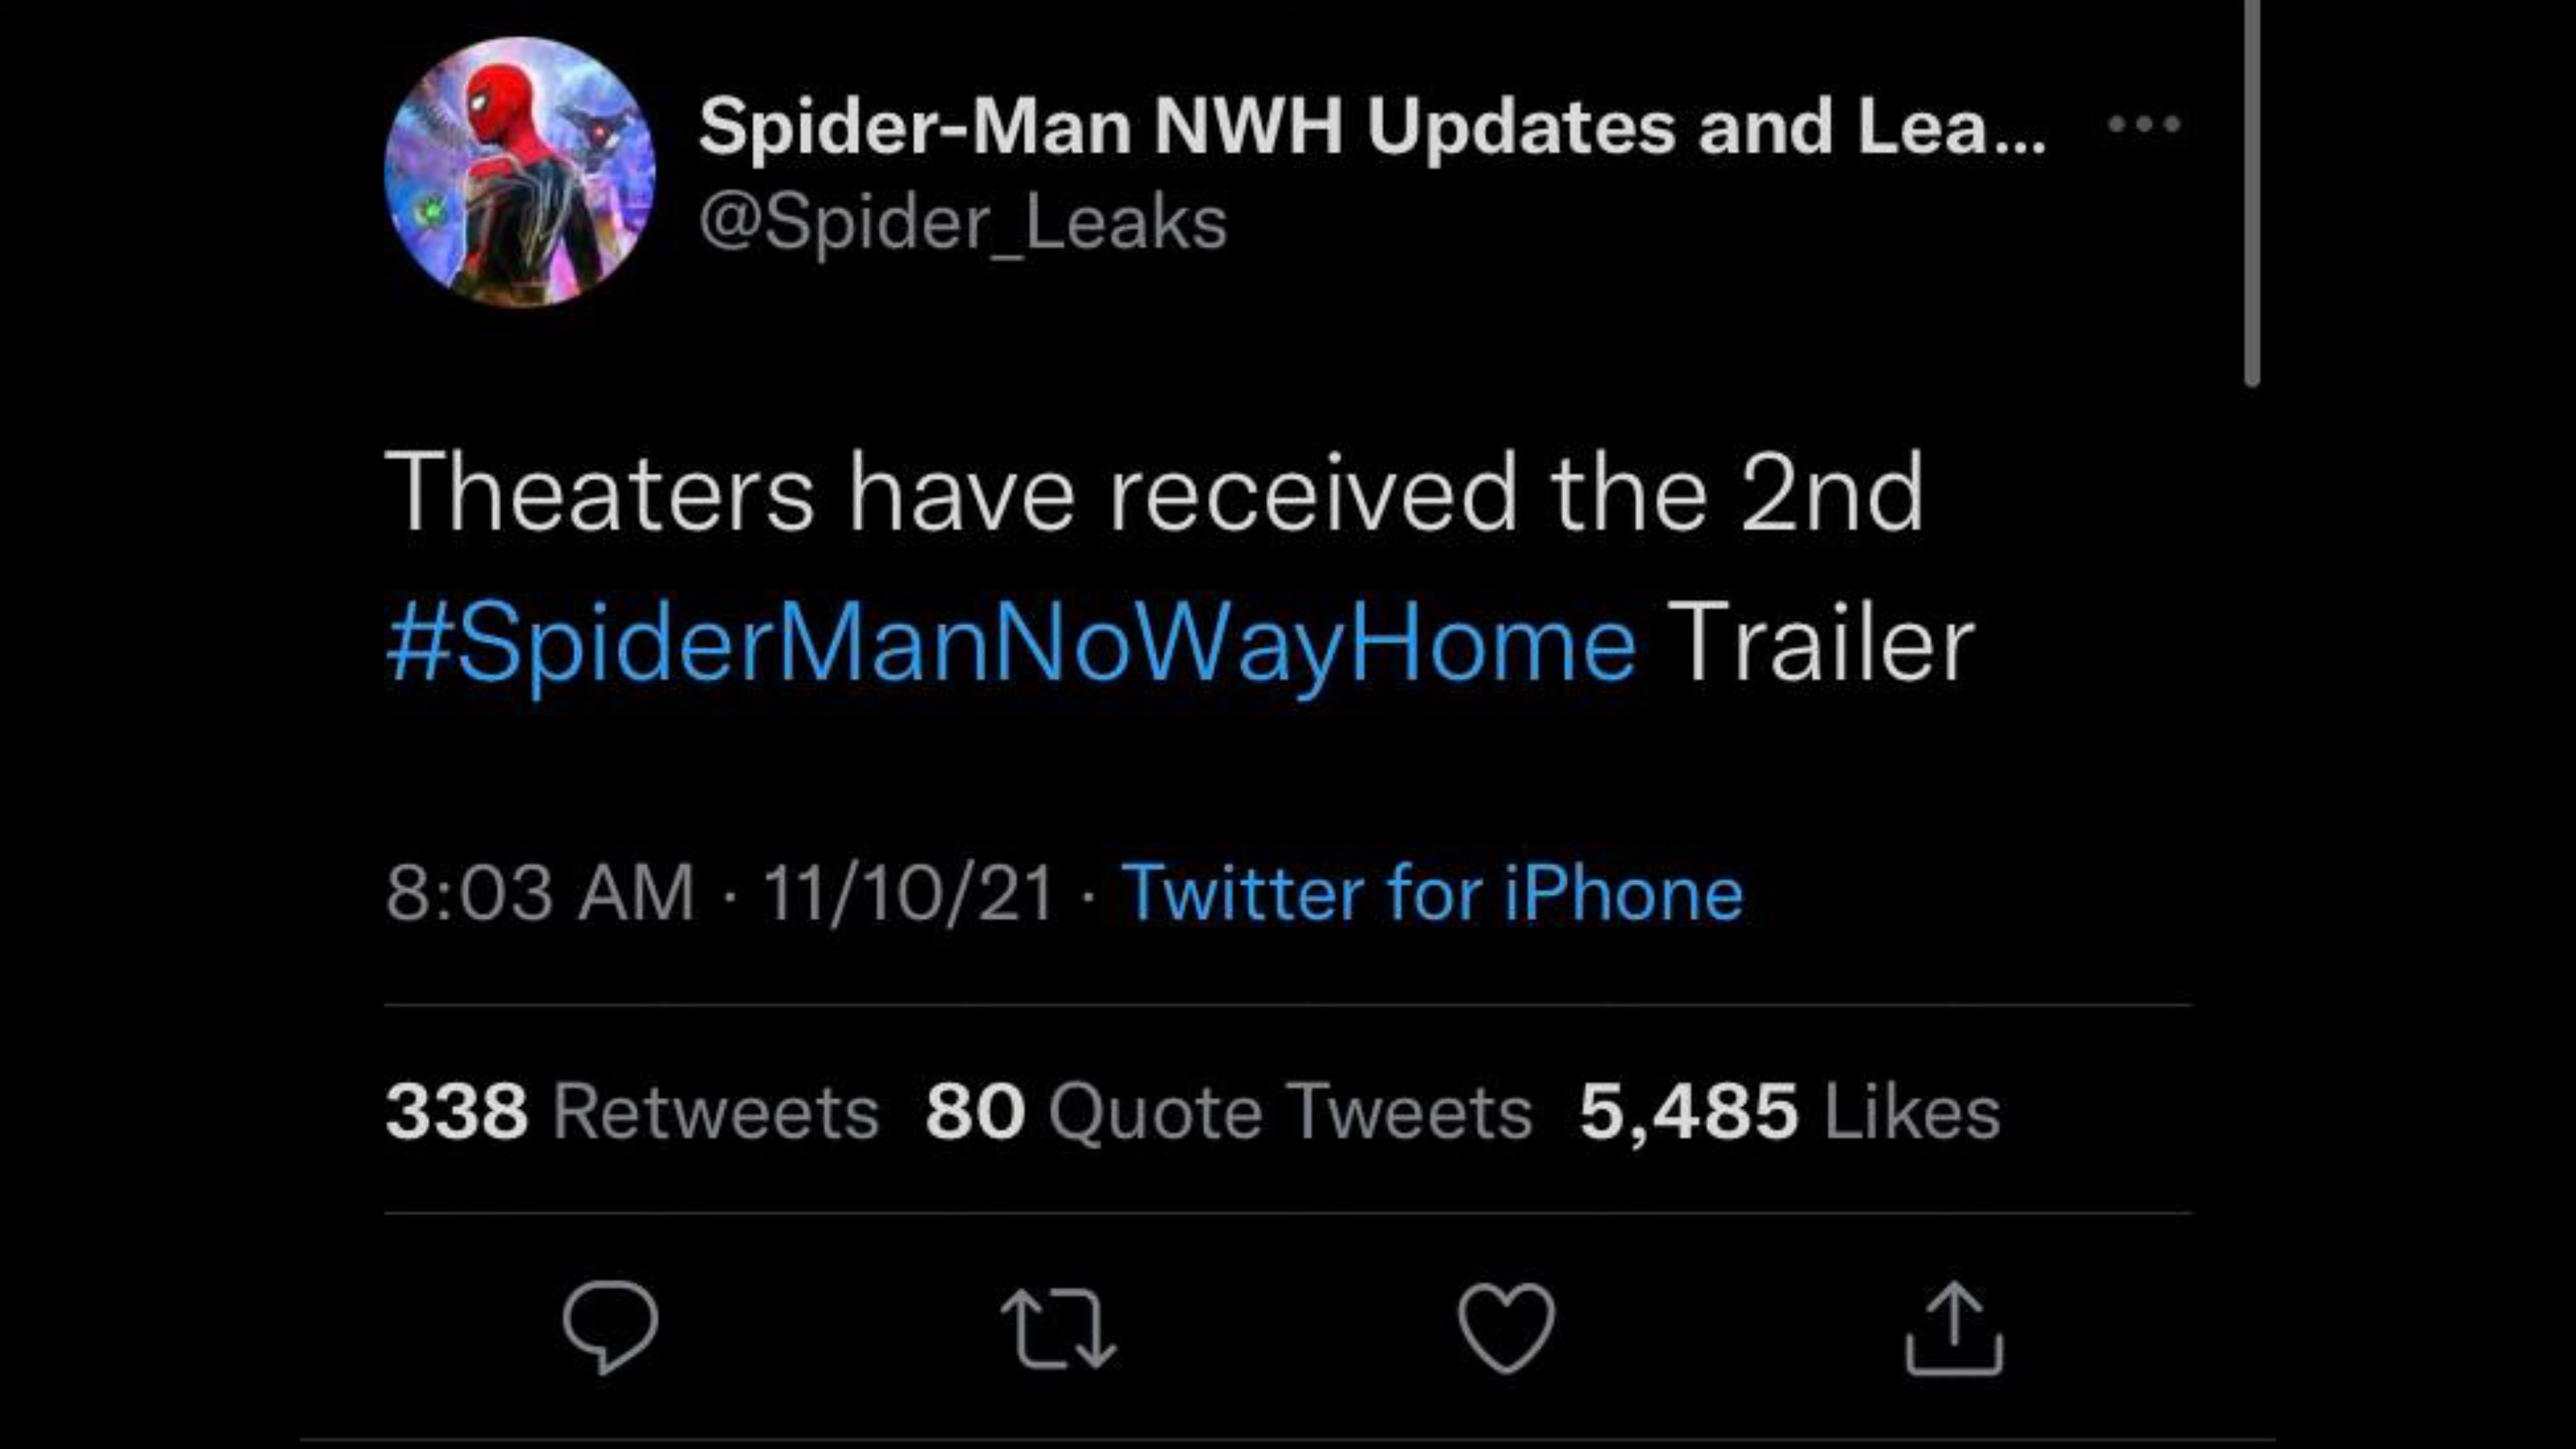 Spider-Man NWH Updates and Lea...
@Spider_Leaks
Theaters have received the 2nd
#SpiderManNoWayHome Trailer
8:03 AM · 11/10/21 · Twitter for iPhone
338 Retweets 80 Quote Tweets 5,485 Likes